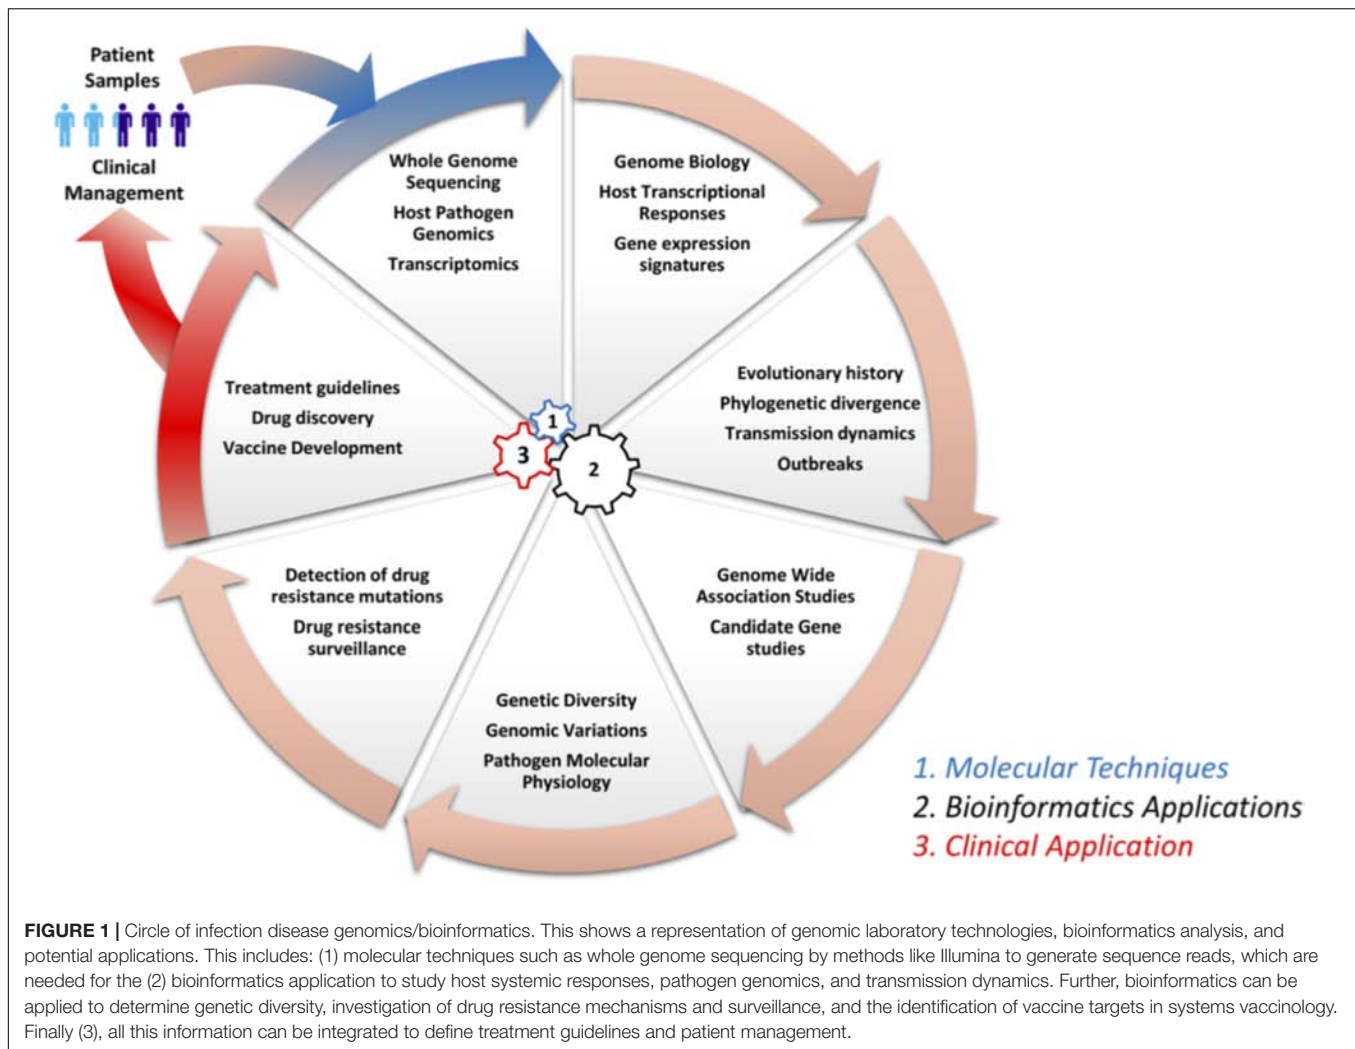 Patient
Samples
Clinical
Management
Whole Genome
Sequencing
Host Pathogen
Genomics
Transcriptomics
Genome Biology
Host Transcriptional
Responses
Gene expression
signatures
Evolutionary history
Phylogenetic divergence
Transmission dynamics
Outbreaks
Genome Wide
Association Studies
Candidate Gene
studies
Genetic Diversity
Genomic Variations
Pathogen Molecular
Physiology
Detection of drug
resistance mutations
Drug resistance
surveillance
Treatment guidelines
Drug discovery
Vaccine Development
1
2
3
1. Molecular Techniques
2. Bioinformatics Applications
3. Clinical Application
FIGURE 1 | Circle of infection disease genomics/bioinformatics. This shows a representation of genomic laboratory technologies, bioinformatics analysis, and
potential applications. This includes: (1) molecular techniques such as whole genome sequencing by methods like Illumina to generate sequence reads, which are
needed for the (2) bioinformatics application to study host systemic responses, pathogen genomics, and transmission dynamics. Further, bioinformatics can be
applied to determine genetic diversity, investigation of drug resistance mechanisms and surveillance, and the identification of vaccine targets in systems vaccinology.
Finally (3), all this information can be integrated to define treatment guidelines and patient management.